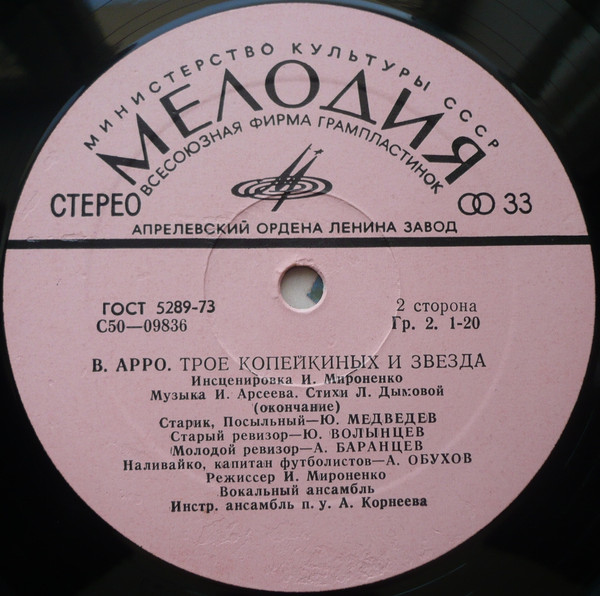 МИНИСТЕРСТВО КУЛЬТУРЫ СССР
МЕЛОДИЯ
ВСЕСОЮЗНАЯ ФИРМА ГРАМПЛАСТИНОК
СТЕРЕО 33
АПРЕЛЕВСКИЙ ОРДЕНА ЛЕНИНА ЗАВОД
ГОСТ 5289-73 2 сторона
С50—09836 Гр. 2. 1-20
В. АРРО. ТРОЕ КОПЕЙКИНЫХ И ЗВЕЗДА
Инсценировка И. Мироненко
Музыка И. Арсеева. Стихи Л. Дымовой
(окончание)
Старик, Посыльный—Ю. МЕДВЕДЕВ
Старый ревизор—Ю. ВОЛЫНЦЕВ
Молодой ревизор—А. БАРАНЦЕВ
Наливайко, капитан футболистов—А. ОБУХОВ
Режиссер И. Мироненко
Вокальный ансамбль
Инстр. ансамбль п. у. А. Корнеева